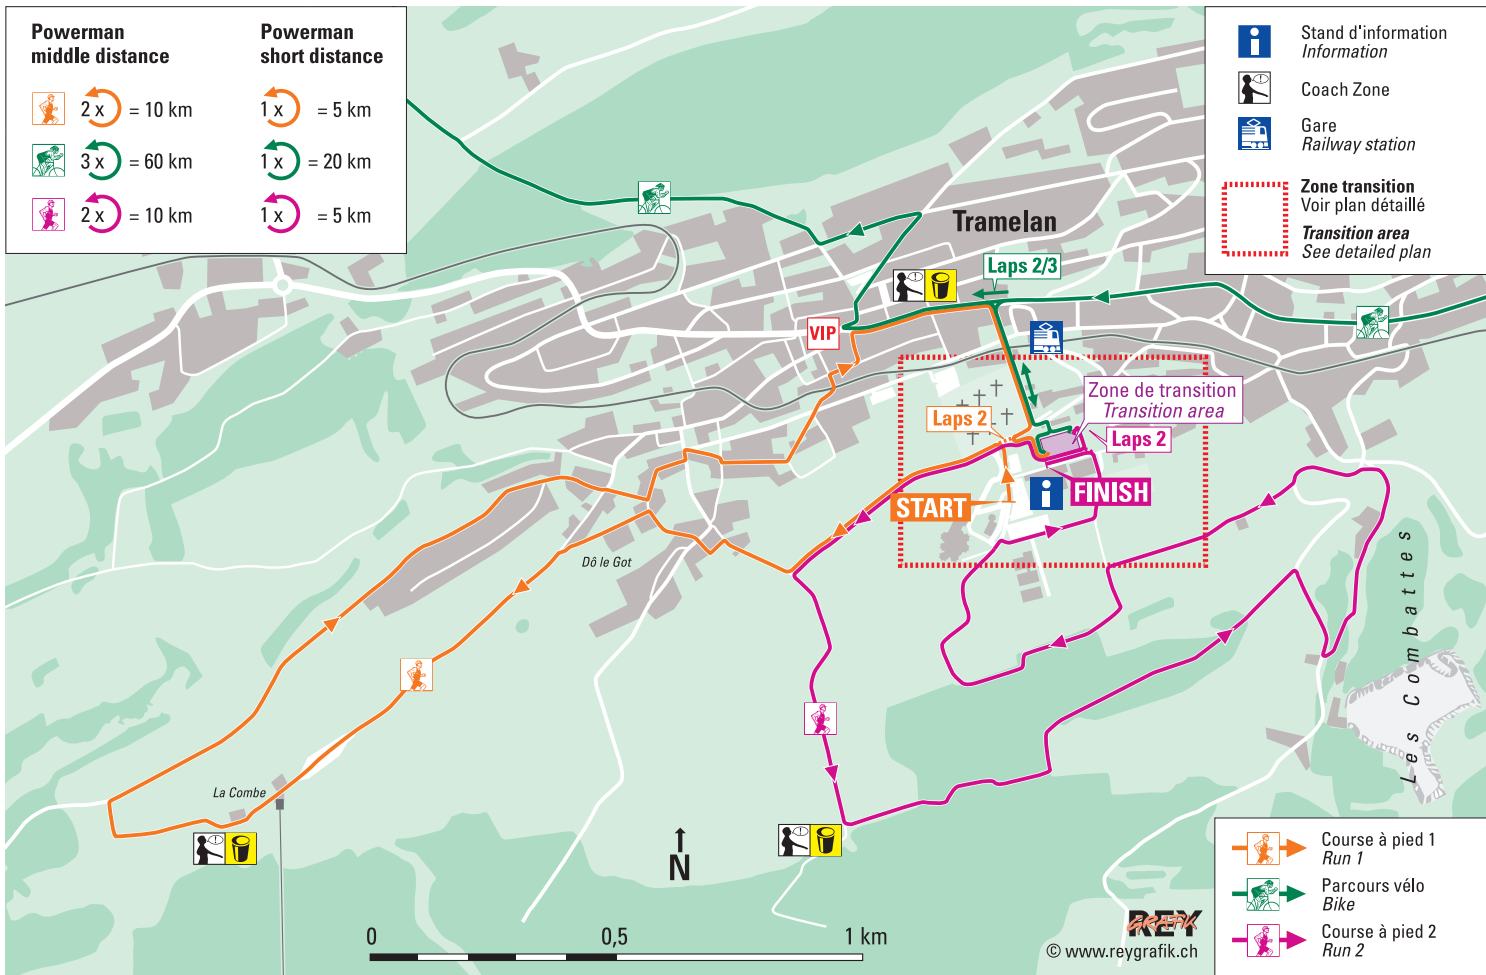 Powerman
middle distance
Powerman
short distance
2 x = 10 km
1 x = 5 km
3 x = 60 km
1 x = 20 km
2 x = 10 km
1 x = 5 km
Stand d'information
Information
Coach Zone
Gare
Railway station
Zone transition
Voir plan détaillé
Transition area
See detailed plan
Tramelan
Laps 2/3
VIP
Zone de transition
Transition area
Laps 2
Laps 2
START
FINISH
Dô le Got
La Combe
Les Combattes
N
0
0,5
1 km
REY
GRAFIK
© www.reygrafik.ch
Course à pied 1
Run 1
Parcours vélo
Bike
Course à pied 2
Run 2